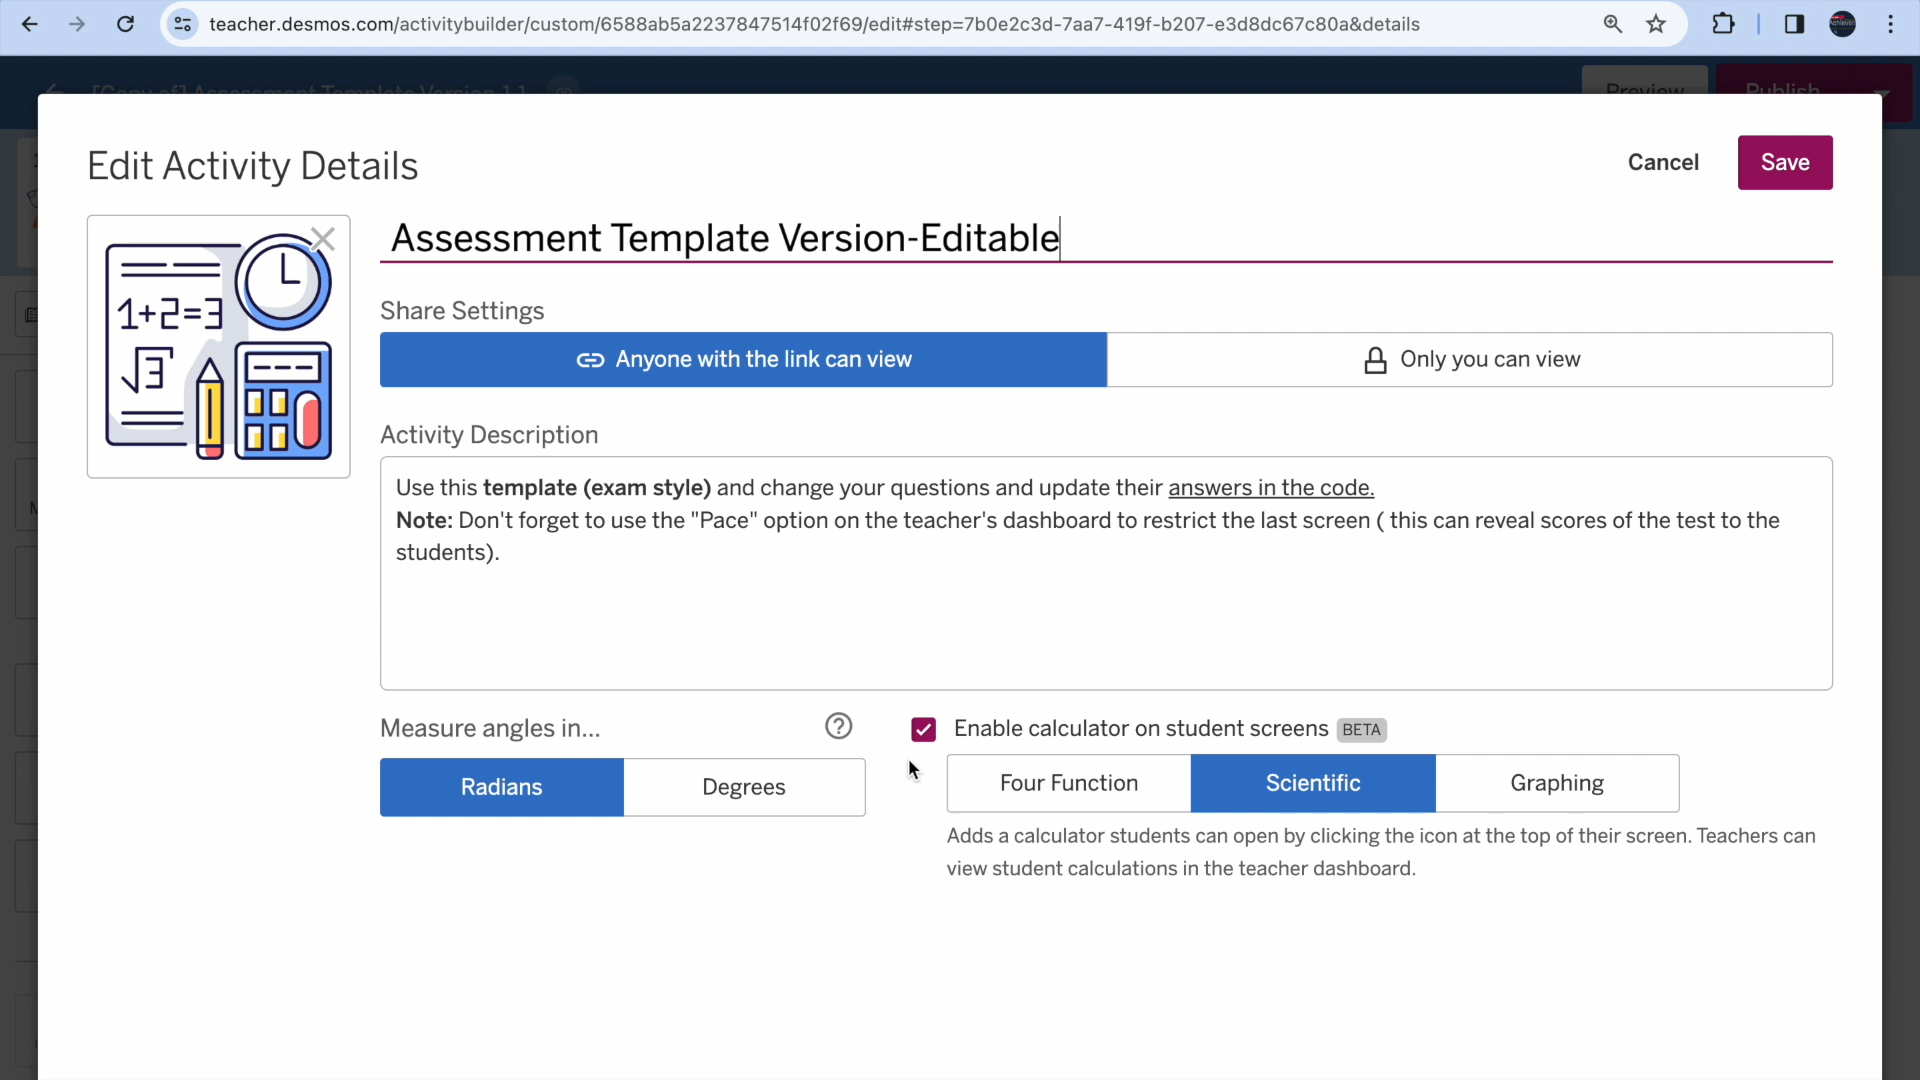 teacher.desmos.com/activitybuilder/custom/6588ab5a2237847514f02f69/edit#step=7b0e2c3d-7aa7-419f-b207-e3d8dc67c80a&details
[Copy of] Assessment Template Version 1.1
Preview
Publish
Edit Activity Details
Cancel
Save
1+2=3
√3
Assessment Template Version-Editable
Share Settings
Anyone with the link can view
Only you can view
Activity Description
Use this template (exam style) and change your questions and update their answers in the code.
Note: Don't forget to use the "Pace" option on the teacher's dashboard to restrict the last screen ( this can reveal scores of the test to the
students).
Measure angles in...
Enable calculator on student screens BETA
Radians
Degrees
Four Function
Scientific
Graphing
Adds a calculator students can open by clicking the icon at the top of their screen. Teachers can
view student calculations in the teacher dashboard.